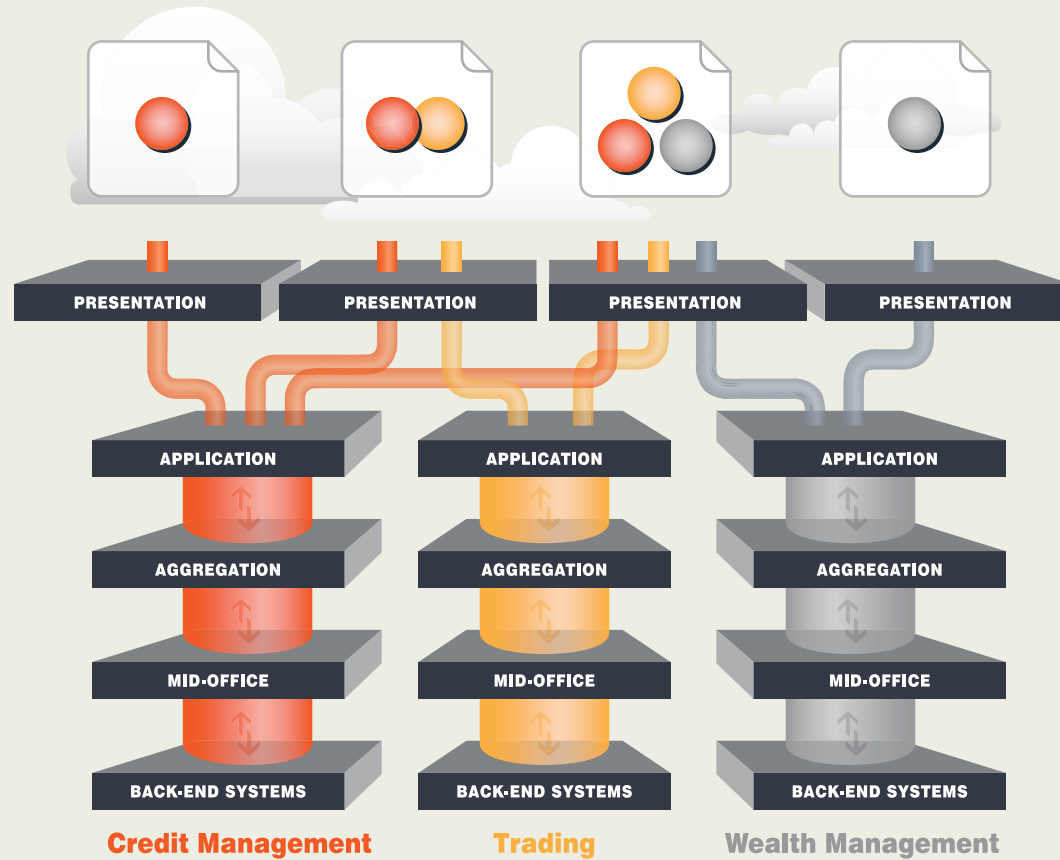 PRESENTATION
PRESENTATION
PRESENTATION
PRESENTATION
APPLICATION
APPLICATION
APPLICATION
AGGREGATION
AGGREGATION
AGGREGATION
MID-OFFICE
MID-OFFICE
MID-OFFICE
BACK-END SYSTEMS
BACK-END SYSTEMS
BACK-END SYSTEMS
Credit Management
Trading
Wealth Management